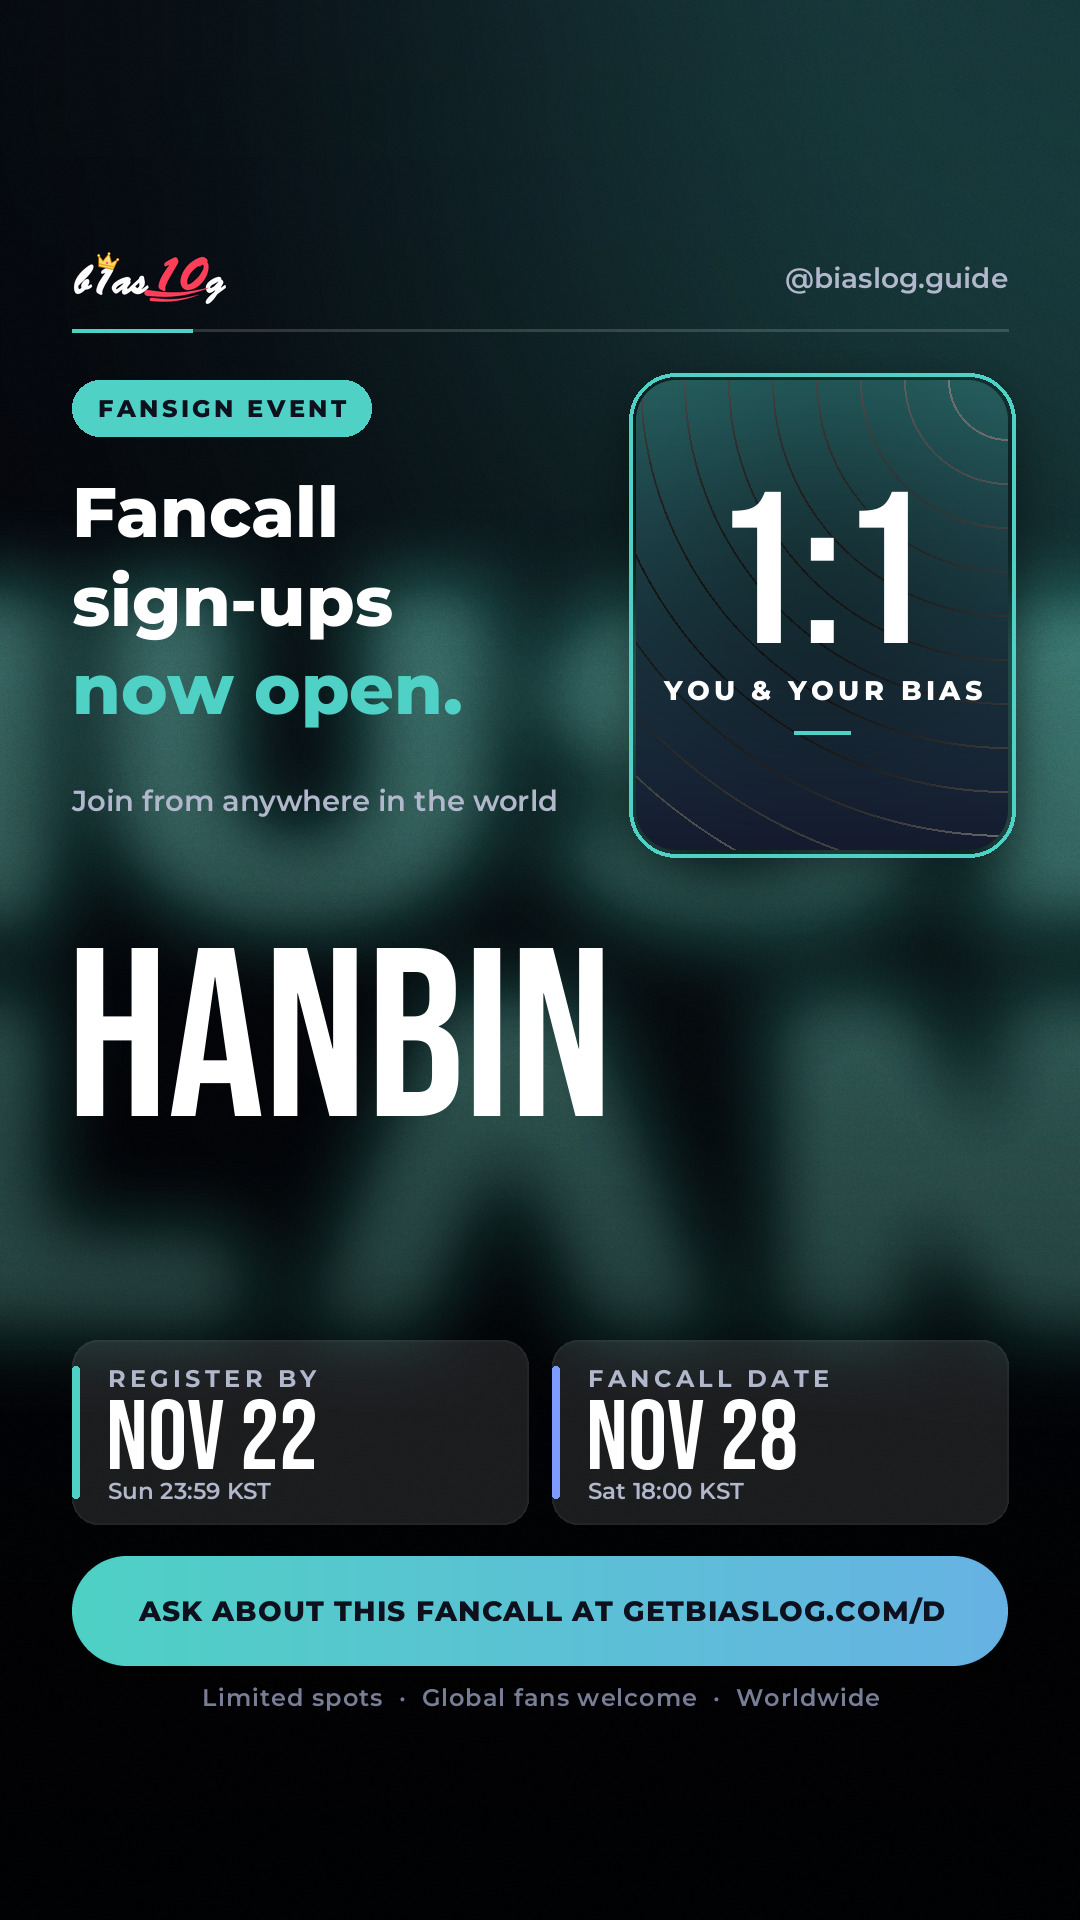 b1as10g
@biaslog.guide
FANSIGN EVENT
Fancall
sign-ups
now open.
Join from anywhere in the world
1:1
YOU & YOUR BIAS
HANBIN
REGISTER BY
NOV 22
Sun 23:59 KST
FANCALL DATE
NOV 28
Sat 18:00 KST
ASK ABOUT THIS FANCALL AT GETBIASLOG.COM/D
Limited spots · Global fans welcome · Worldwide